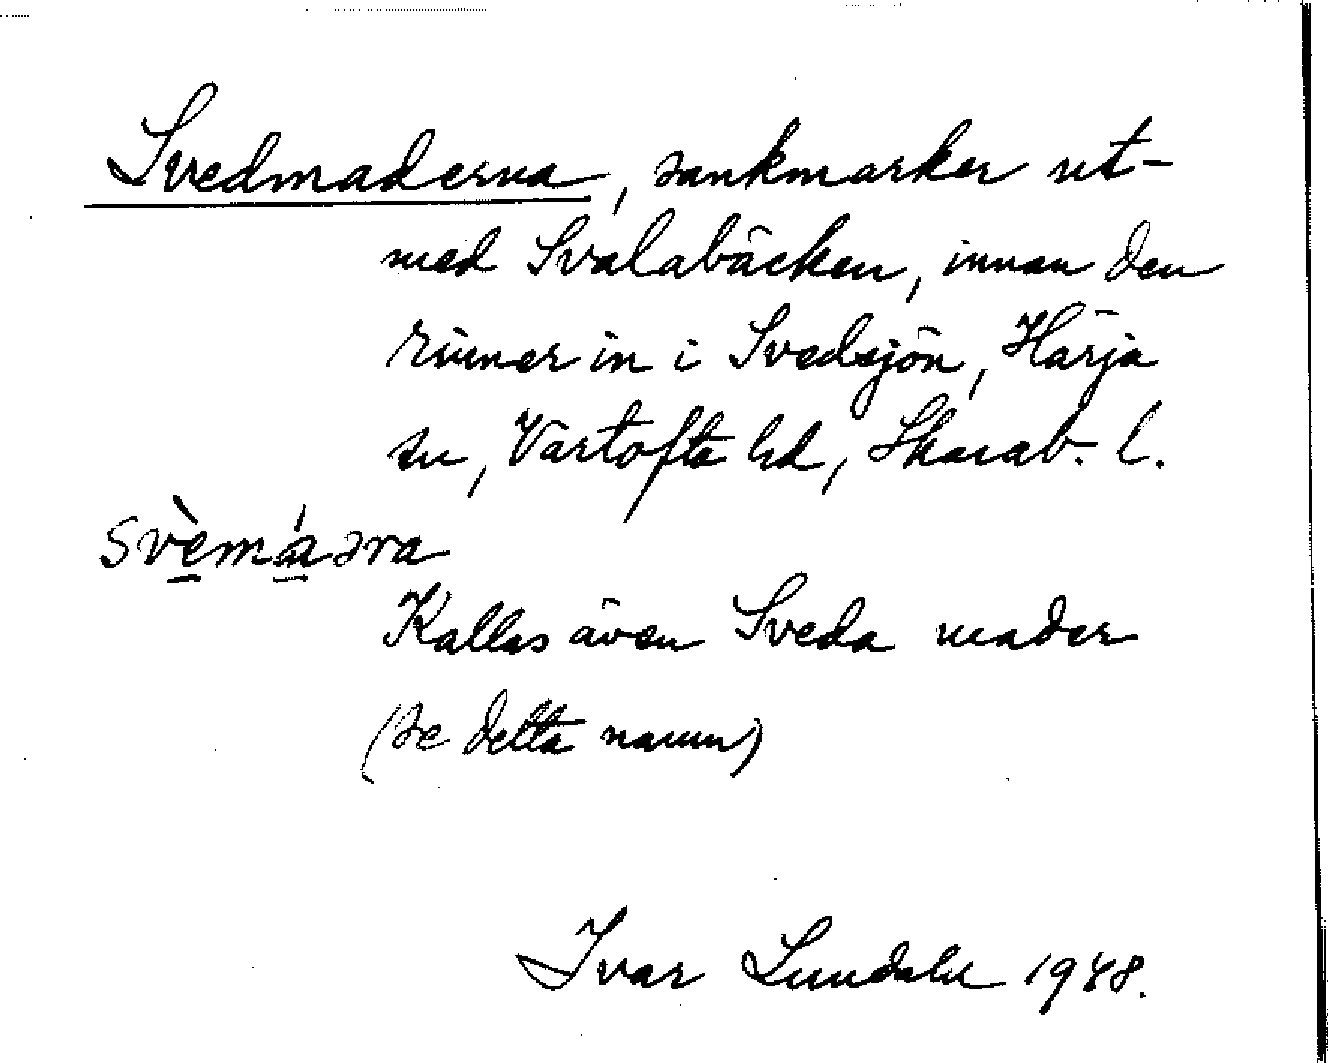 Svedmaderna, sankmarker ut-
med Svalabäcken, innan den
rinner in i Svedsjön, Härja
sn, Vartofta hd, Skarab. l.
svèmáəra
Kallas även Sveda mader
(se detta namn)
Ivar Lundahl 1948.